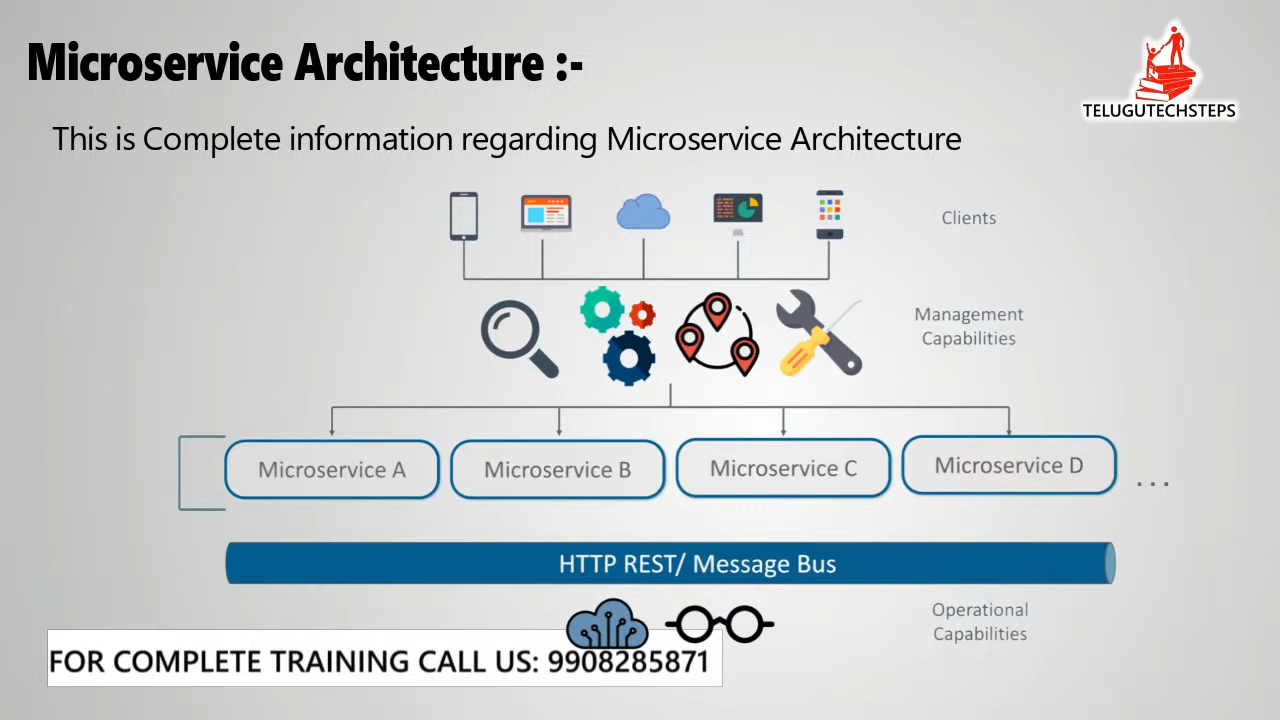 Microservice Architecture :-
TELUGUTECHSTEPS
This is Complete information regarding Microservice Architecture
Clients
Management
Capabilities
Microservice A
Microservice B
Microservice C
Microservice D
...
HTTP REST/ Message Bus
Operational
Capabilities
FOR COMPLETE TRAINING CALL US: 9908285871